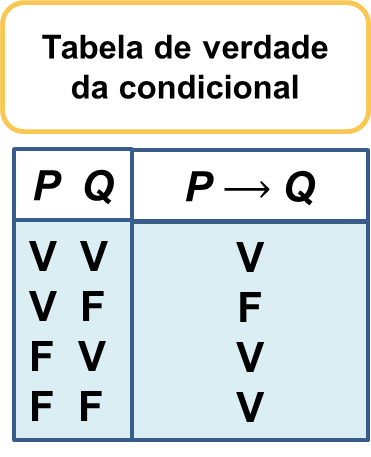 Tabela de verdade
da condicional
P Q P → Q
V V V
V F F
F V V
F F V